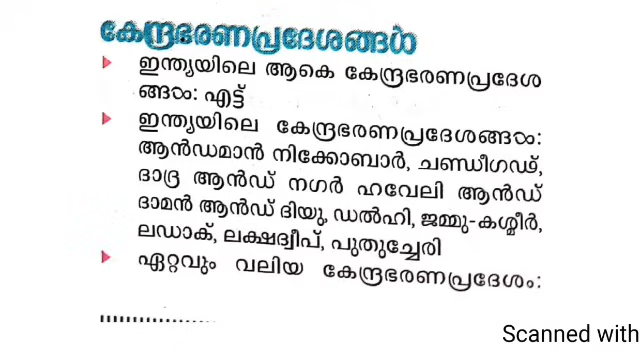 കേന്ദ്രഭരണപ്രദേശങ്ങൾ
ഇന്ത്യയിലെ ആകെ കേന്ദ്രഭരണപ്രദേശ
ങ്ങൾ: എട്ട്
ഇന്ത്യയിലെ കേന്ദ്രഭരണപ്രദേശങ്ങൾ:
ആൻഡമാൻ നിക്കോബാർ, ചണ്ഡീഗഢ്,
ദാദ്ര ആൻഡ് നഗർ ഹവേലി ആൻഡ്
ദാമൻ ആൻഡ് ദിയു, ഡൽഹി, ജമ്മു-കശ്മീർ,
ലഡാക്, ലക്ഷദ്വീപ്, പുതുച്ചേരി
ഏറ്റവും വലിയ കേന്ദ്രഭരണപ്രദേശം:
Scanned with